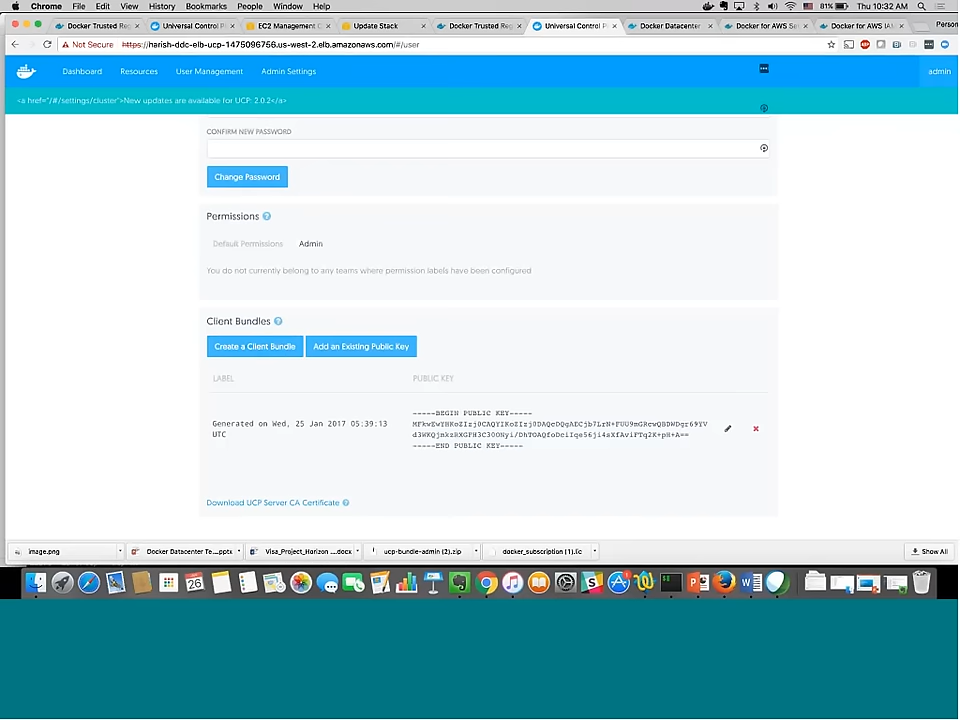 Chrome File Edit View History Bookmarks People Window Help 81% Thu 10:32 AM
Docker Trusted Reg Universal Control P EC2 Management C Update Stack Docker Trusted Reg Universal Control P Docker Datacenter Docker for AWS Se Docker for AWS IA Person
Not Secure https://harish-ddc-elb-ucp-1475096756.us-west-2.elb.amazonaws.com/#/user
Dashboard Resources User Management Admin Settings admin
<a href="/#/settings/cluster">New updates are available for UCP: 2.0.2</a>
CONFIRM NEW PASSWORD
Change Password
Permissions ?
Default Permissions Admin
You do not currently belong to any teams where permission labels have been configured
Client Bundles ?
Create a Client Bundle Add an Existing Public Key
LABEL PUBLIC KEY
-----BEGIN PUBLIC KEY-----
Generated on Wed, 25 Jan 2017 05:39:13
UTC
-----END PUBLIC KEY-----
Download UCP Server CA Certificate ?
image.png Docker Datacenter Te....pptx Visa_Project_Horizon ....docx ucp-bundle-admin (2).zip docker_subscription (1).lic Show All
26